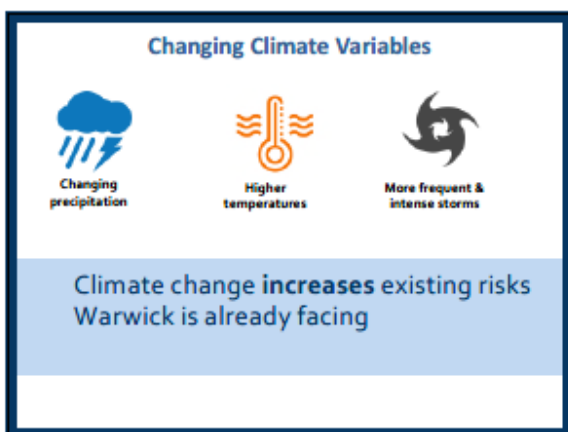 Changing Climate Variables
Changing
precipitation
Higher
temperatures
More frequent &
intense storms
Climate change increases existing risks
Warwick is already facing